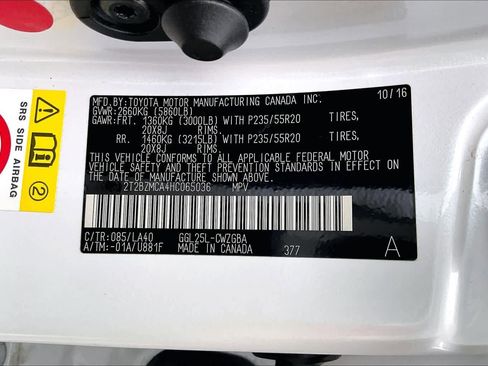 MFD.BY:TOYOTA MOTOR MANUFACTURING CANADA INC. 10/16
GVWR:2660KG (5860LB)
GAWR:FRT. 1360KG (3000LB) WITH P235/55R20 TIRES,
20X8J RIMS.
RR. 1460KG (3215LB) WITH P235/55R20 TIRES,
20X8J RIMS.
THIS VEHICLE CONFORMS TO ALL APPLICABLE FEDERAL MOTOR
VEHICLE SAFETY AND THEFT PREVENTION STANDARDS IN EFFECT ON
THE DATE OF MANUFACTURE SHOWN ABOVE.
2T2BZMCA4HC065036 MPV
C/TR:085/LA40 GGL25L-CWZGBA
A/TM:-01A/U881F MADE IN CANADA 377 A
SRS SIDE AIRBAG
2